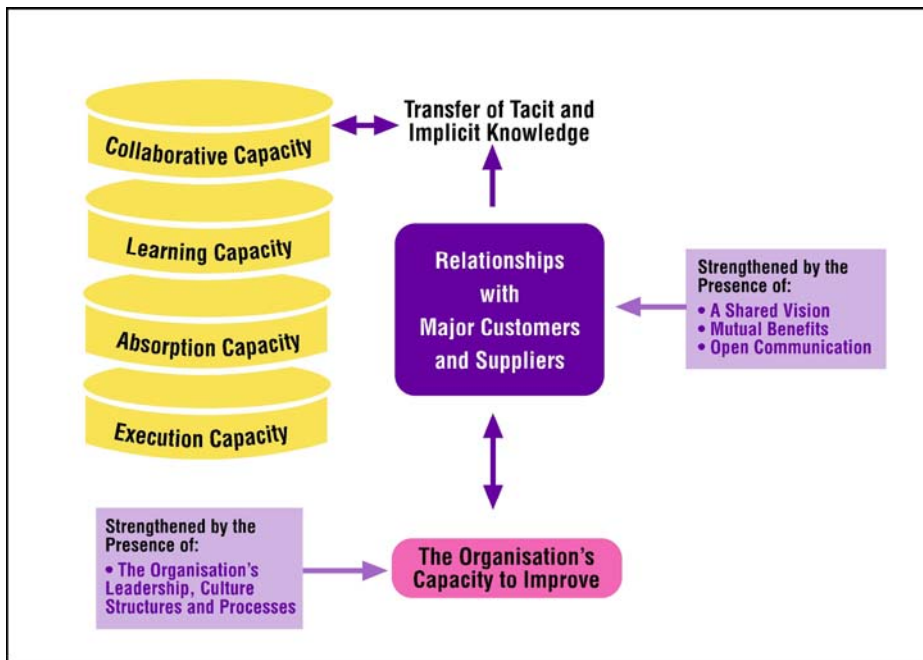 Collaborative Capacity
Learning Capacity
Absorption Capacity
Execution Capacity
Transfer of Tacit and
Implicit Knowledge
Relationships
with
Major Customers
and Suppliers
Strengthened by the
Presence of:
• A Shared Vision
• Mutual Benefits
• Open Communication
Strengthened by the
Presence of:
• The Organisation's
Leadership, Culture
Structures and Processes
The Organisation's
Capacity to Improve